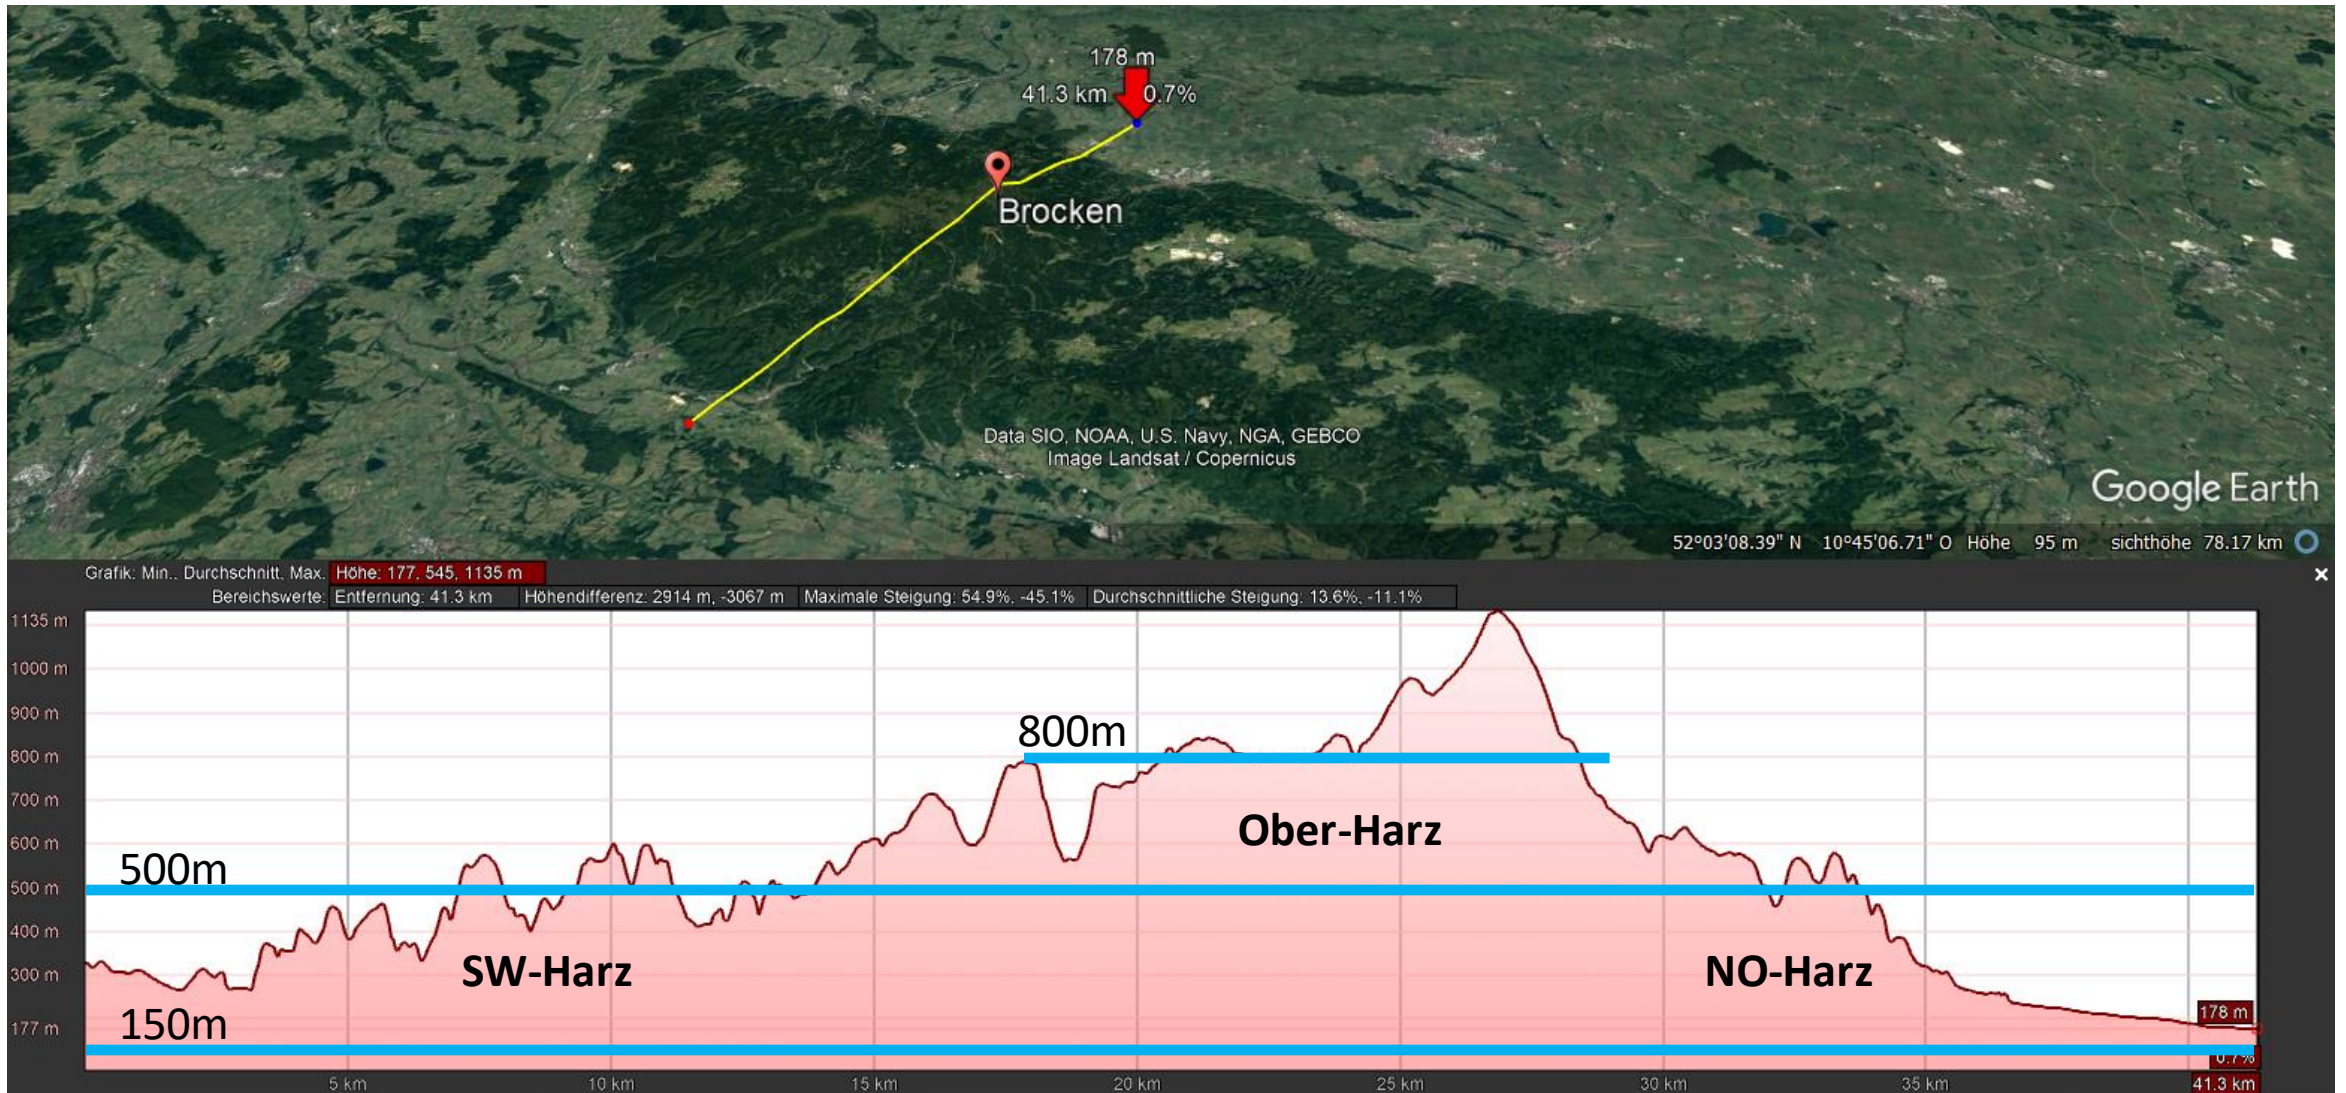 178 m
41.3 km 0.7%
Brocken
Data SIO, NOAA, U.S. Navy, NGA, GEBCO
Image Landsat / Copernicus
Google Earth
52°03'08.39" N 10°45'06.71" O Höhe 95 m sichthöhe 78.17 km
Grafik: Min., Durchschnitt, Max. Höhe: 177, 545, 1135 m
Bereichswerte: Entfernung: 41.3 km Höhendifferenz: 2914 m, -3067 m Maximale Steigung: 54.9%, -45.1% Durchschnittliche Steigung: 13.6%, -11.1%
1135 m
1000 m
900 m
800m
800 m
700 m
Ober-Harz
600 m
500m
500 m
400 m
SW-Harz
NO-Harz
300 m
178 m
150m
177 m
0.7%
5 km 10 km 15 km 20 km 25 km 30 km 35 km 41.3 km